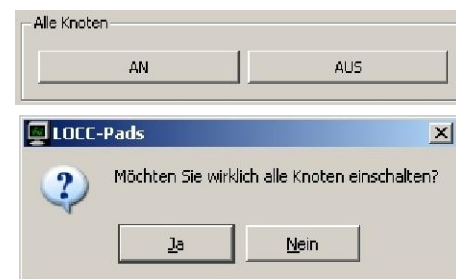 Alle Knoten
AN AUS
LOCC-Pads
Möchten Sie wirklich alle Knoten einschalten?
Ja Nein